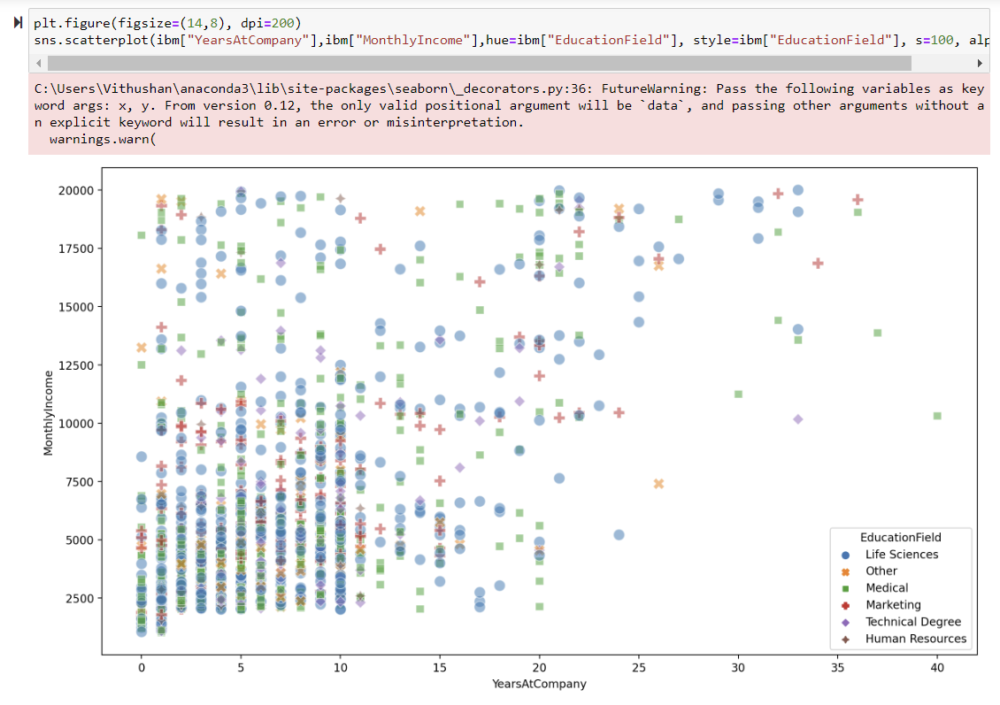 plt.figure(figsize=(14,8), dpi=200)
sns.scatterplot(ibm["YearsAtCompany"],ibm["MonthlyIncome"],hue=ibm["EducationField"], style=ibm["EducationField"], s=100, alp
C:\Users\Vithushan\anaconda3\lib\site-packages\seaborn\_decorators.py:36: FutureWarning: Pass the following variables as key
word args: x, y. From version 0.12, the only valid positional argument will be `data`, and passing other arguments without a
n explicit keyword will result in an error or misinterpretation.
warnings.warn(
20000
17500
15000
12500
10000
7500
5000
2500
MonthlyIncome
EducationField
Life Sciences
Other
Medical
Marketing
Technical Degree
Human Resources
0 5 10 15 20 25 30 35 40
YearsAtCompany